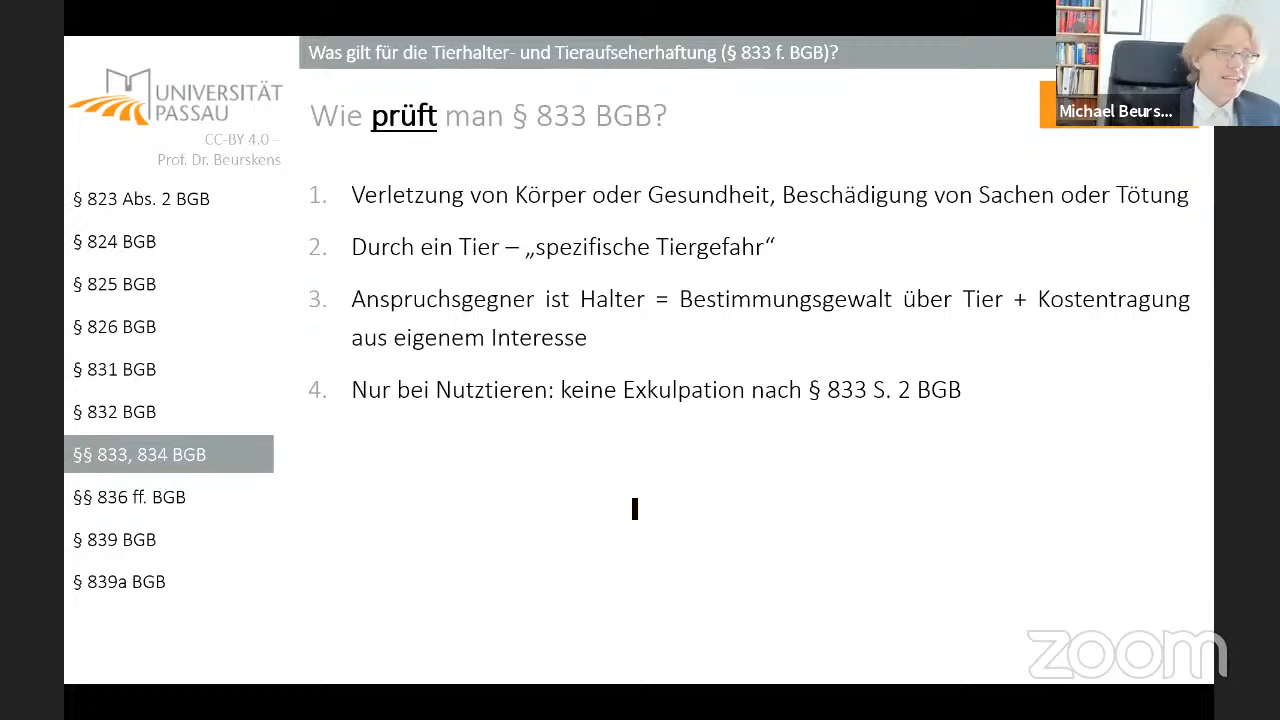 Was gilt für die Tierhalter- und Tieraufseherhaftung (§ 833 f. BGB)?
Michael Beurs...
UNIVERSITÄT
PASSAU
CC-BY 4.0 –
Prof. Dr. Beurskens
Wie prüft man § 833 BGB?
§ 823 Abs. 2 BGB
§ 824 BGB
§ 825 BGB
§ 826 BGB
§ 831 BGB
§ 832 BGB
§§ 833, 834 BGB
§§ 836 ff. BGB
§ 839 BGB
§ 839a BGB
1. Verletzung von Körper oder Gesundheit, Beschädigung von Sachen oder Tötung
2. Durch ein Tier – „spezifische Tiergefahr“
3. Anspruchsgegner ist Halter = Bestimmungsgewalt über Tier + Kostentragung
aus eigenem Interesse
4. Nur bei Nutztieren: keine Exkulpation nach § 833 S. 2 BGB
zoom